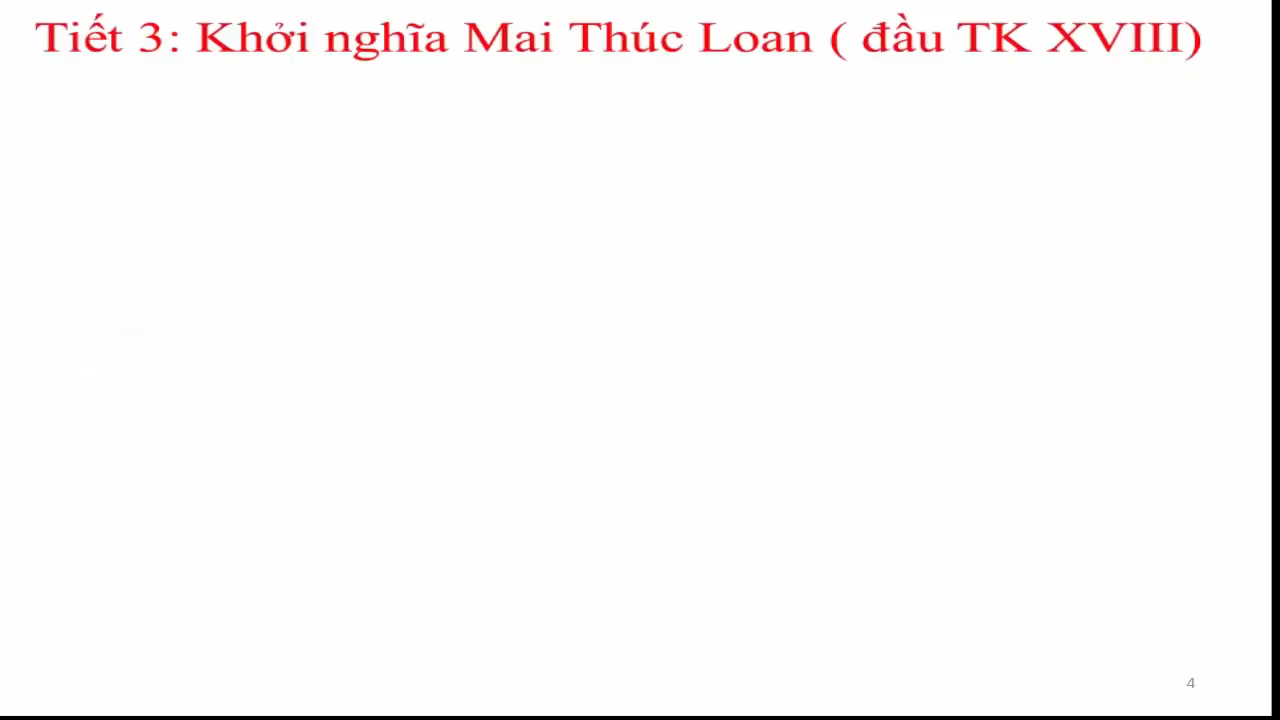 Tiết 3: Khởi nghĩa Mai Thúc Loan ( đầu TK XVIII)
4